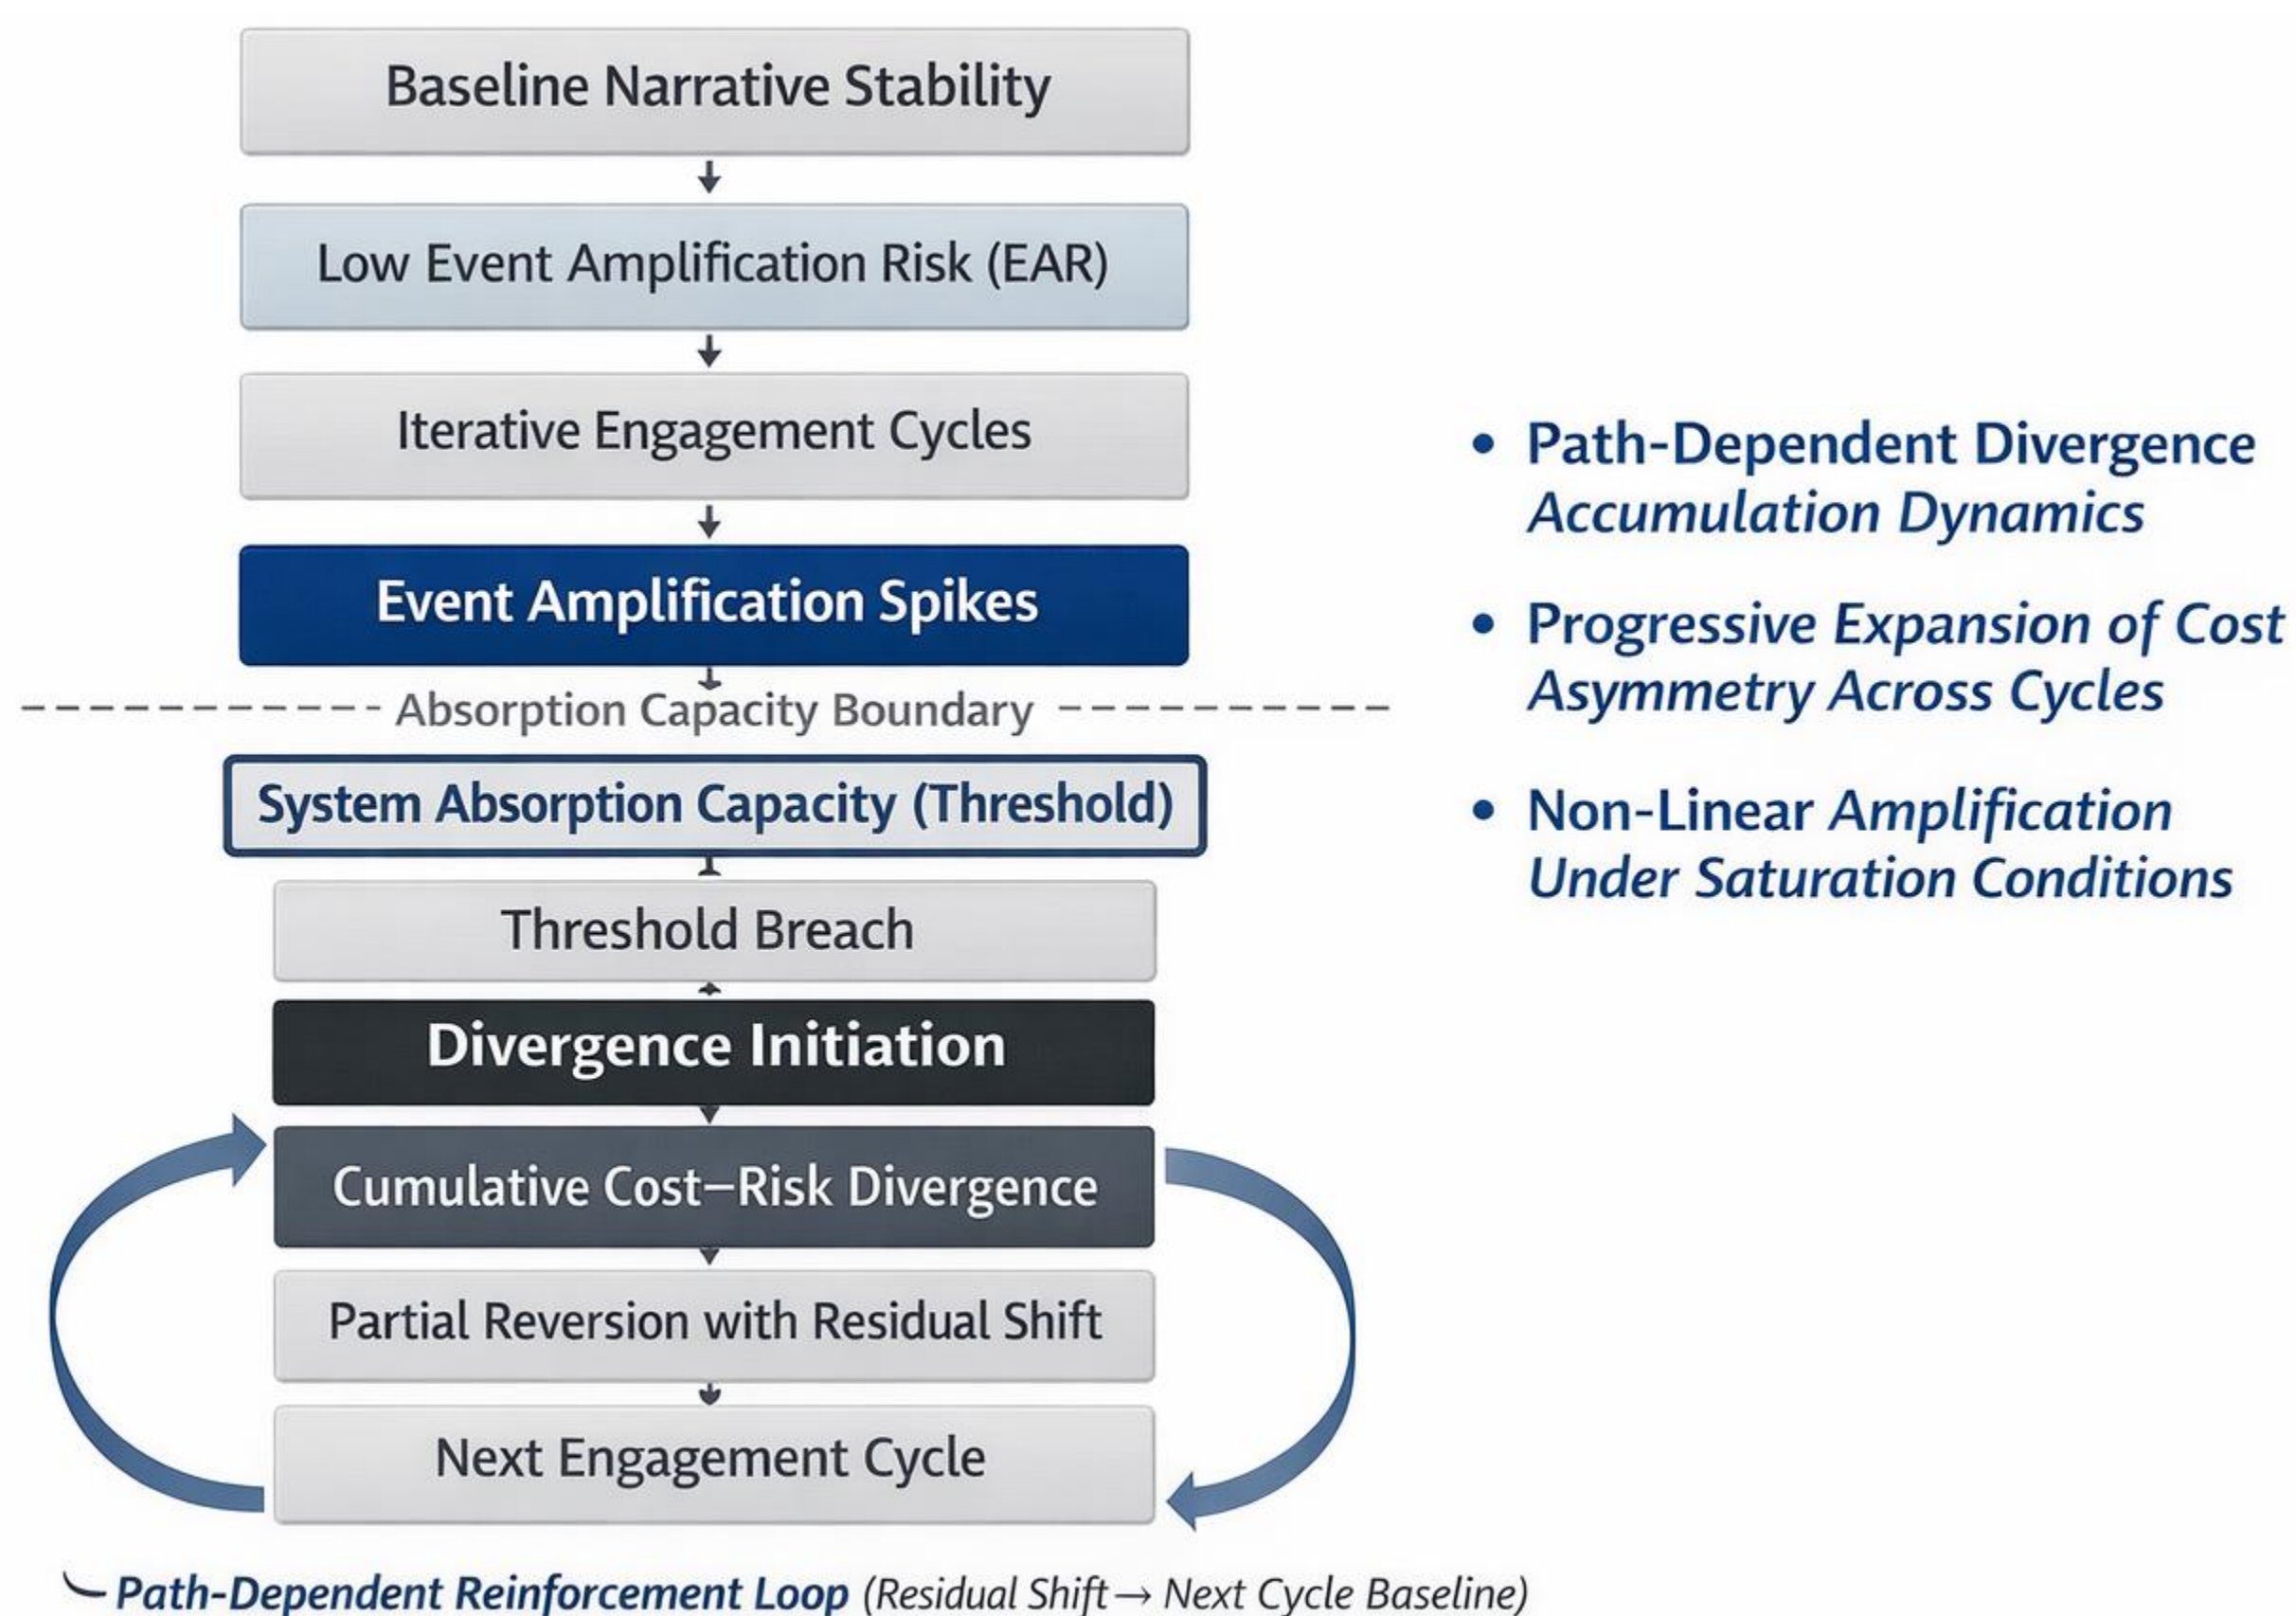 Baseline Narrative Stability
Low Event Amplification Risk (EAR)
Iterative Engagement Cycles
Event Amplification Spikes
Absorption Capacity Boundary
System Absorption Capacity (Threshold)
Threshold Breach
Divergence Initiation
Cumulative Cost–Risk Divergence
Partial Reversion with Residual Shift
Next Engagement Cycle
Path-Dependent Reinforcement Loop (Residual Shift → Next Cycle Baseline)
• Path-Dependent Divergence
Accumulation Dynamics
• Progressive Expansion of Cost
Asymmetry Across Cycles
• Non-Linear Amplification
Under Saturation Conditions